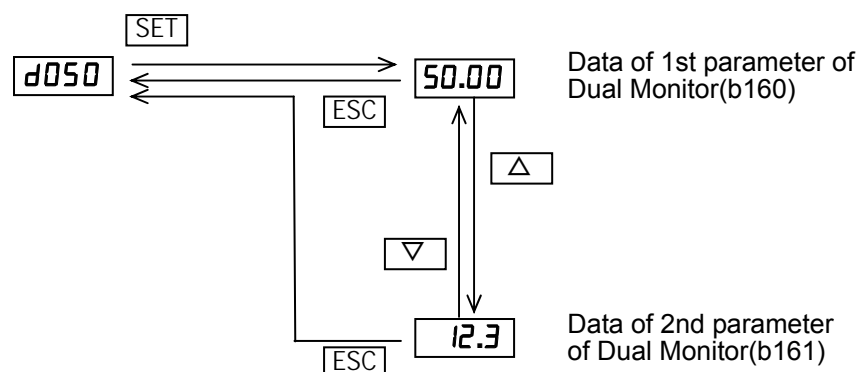 SET
d050
50.00
Data of 1st parameter of
Dual Monitor(b160)
ESC
△
▽
12.3
Data of 2nd parameter
of Dual Monitor(b161)
ESC